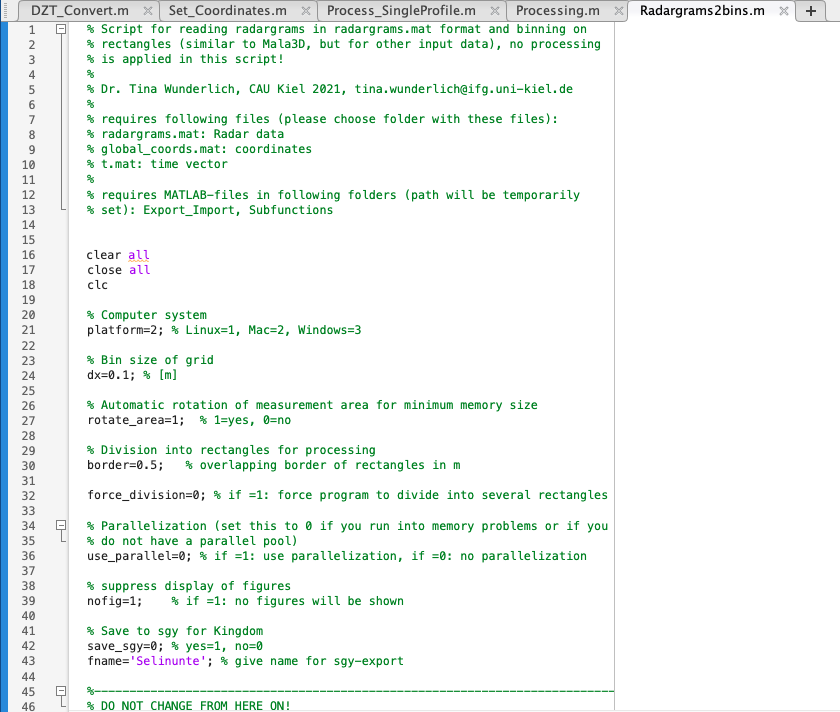 DZT_Convert.m × Set_Coordinates.m × Process_SingleProfile.m × Processing.m × Radargrams2bins.m × +
1 % Script for reading radargrams in radargrams.mat format and binning on
2 % rectangles (similar to Mala3D, but for other input data), no processing
3 % is applied in this script!
4 %
5 % Dr. Tina Wunderlich, CAU Kiel 2021, tina.wunderlich@ifg.uni-kiel.de
6 %
7 % requires following files (please choose folder with these files):
8 % radargrams.mat: Radar data
9 % global_coords.mat: coordinates
10 % t.mat: time vector
11 %
12 % requires MATLAB-files in following folders (path will be temporarily
13 % set): Export_Import, Subfunctions
14
15
16 clear all
17 close all
18 clc
19
20 % Computer system
21 platform=2; % Linux=1, Mac=2, Windows=3
22
23 % Bin size of grid
24 dx=0.1; % [m]
25
26 % Automatic rotation of measurement area for minimum memory size
27 rotate_area=1;  % 1=yes, 0=no
28
29 % Division into rectangles for processing
30 border=0.5;   % overlapping border of rectangles in m
31
32 force_division=0; % if =1: force program to divide into several rectangles
33
34 % Parallelization (set this to 0 if you run into memory problems or if you
35 % do not have a parallel pool)
36 use_parallel=0; % if =1: use parallelization, if =0: no parallelization
37
38 % suppress display of figures
39 nofig=1;    % if =1: no figures will be shown
40
41 % Save to sgy for Kingdom
42 save_sgy=0; % yes=1, no=0
43 fname='Selinunte'; % give name for sgy-export
44
45 %--------------------------------------------------------------------------
46 % DO NOT CHANGE FROM HERE ON!